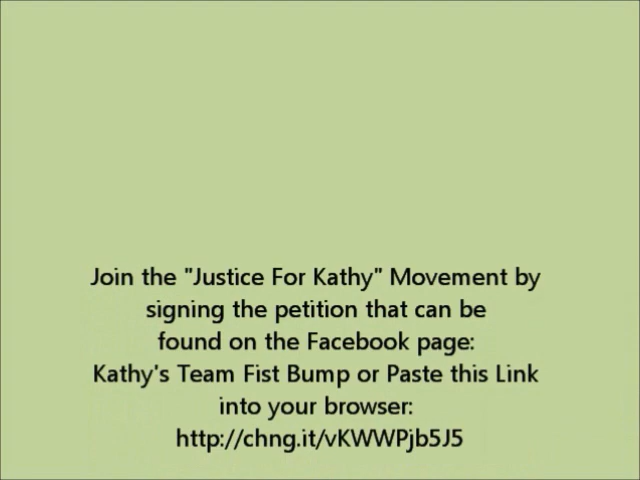 Join the "Justice For Kathy" Movement by
signing the petition that can be
found on the Facebook page:
Kathy's Team Fist Bump or Paste this Link
into your browser:
http://chng.it/vKWWPjb5J5